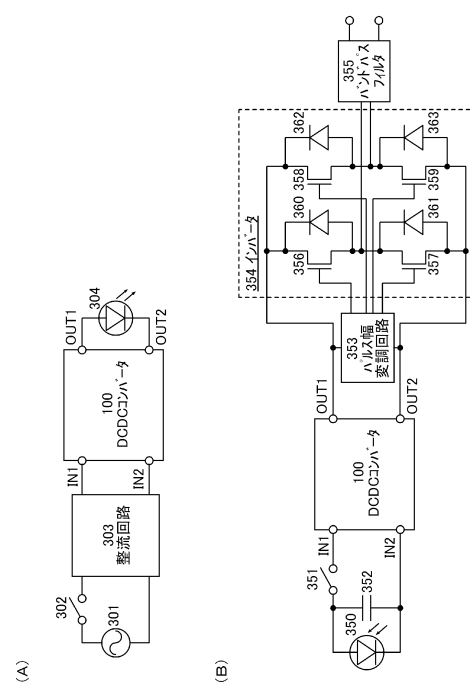 (A)
301
302
303
整流回路
IN1
IN2
100
DCDCコンバータ
OUT1
OUT2
304
(B)
350
351
352
IN1
IN2
100
DCDCコンバータ
OUT1
OUT2
353
パルス幅
変調回路
354 インバータ
356
357
358
359
360
361
362
363
355
バンドパス
フィルタ